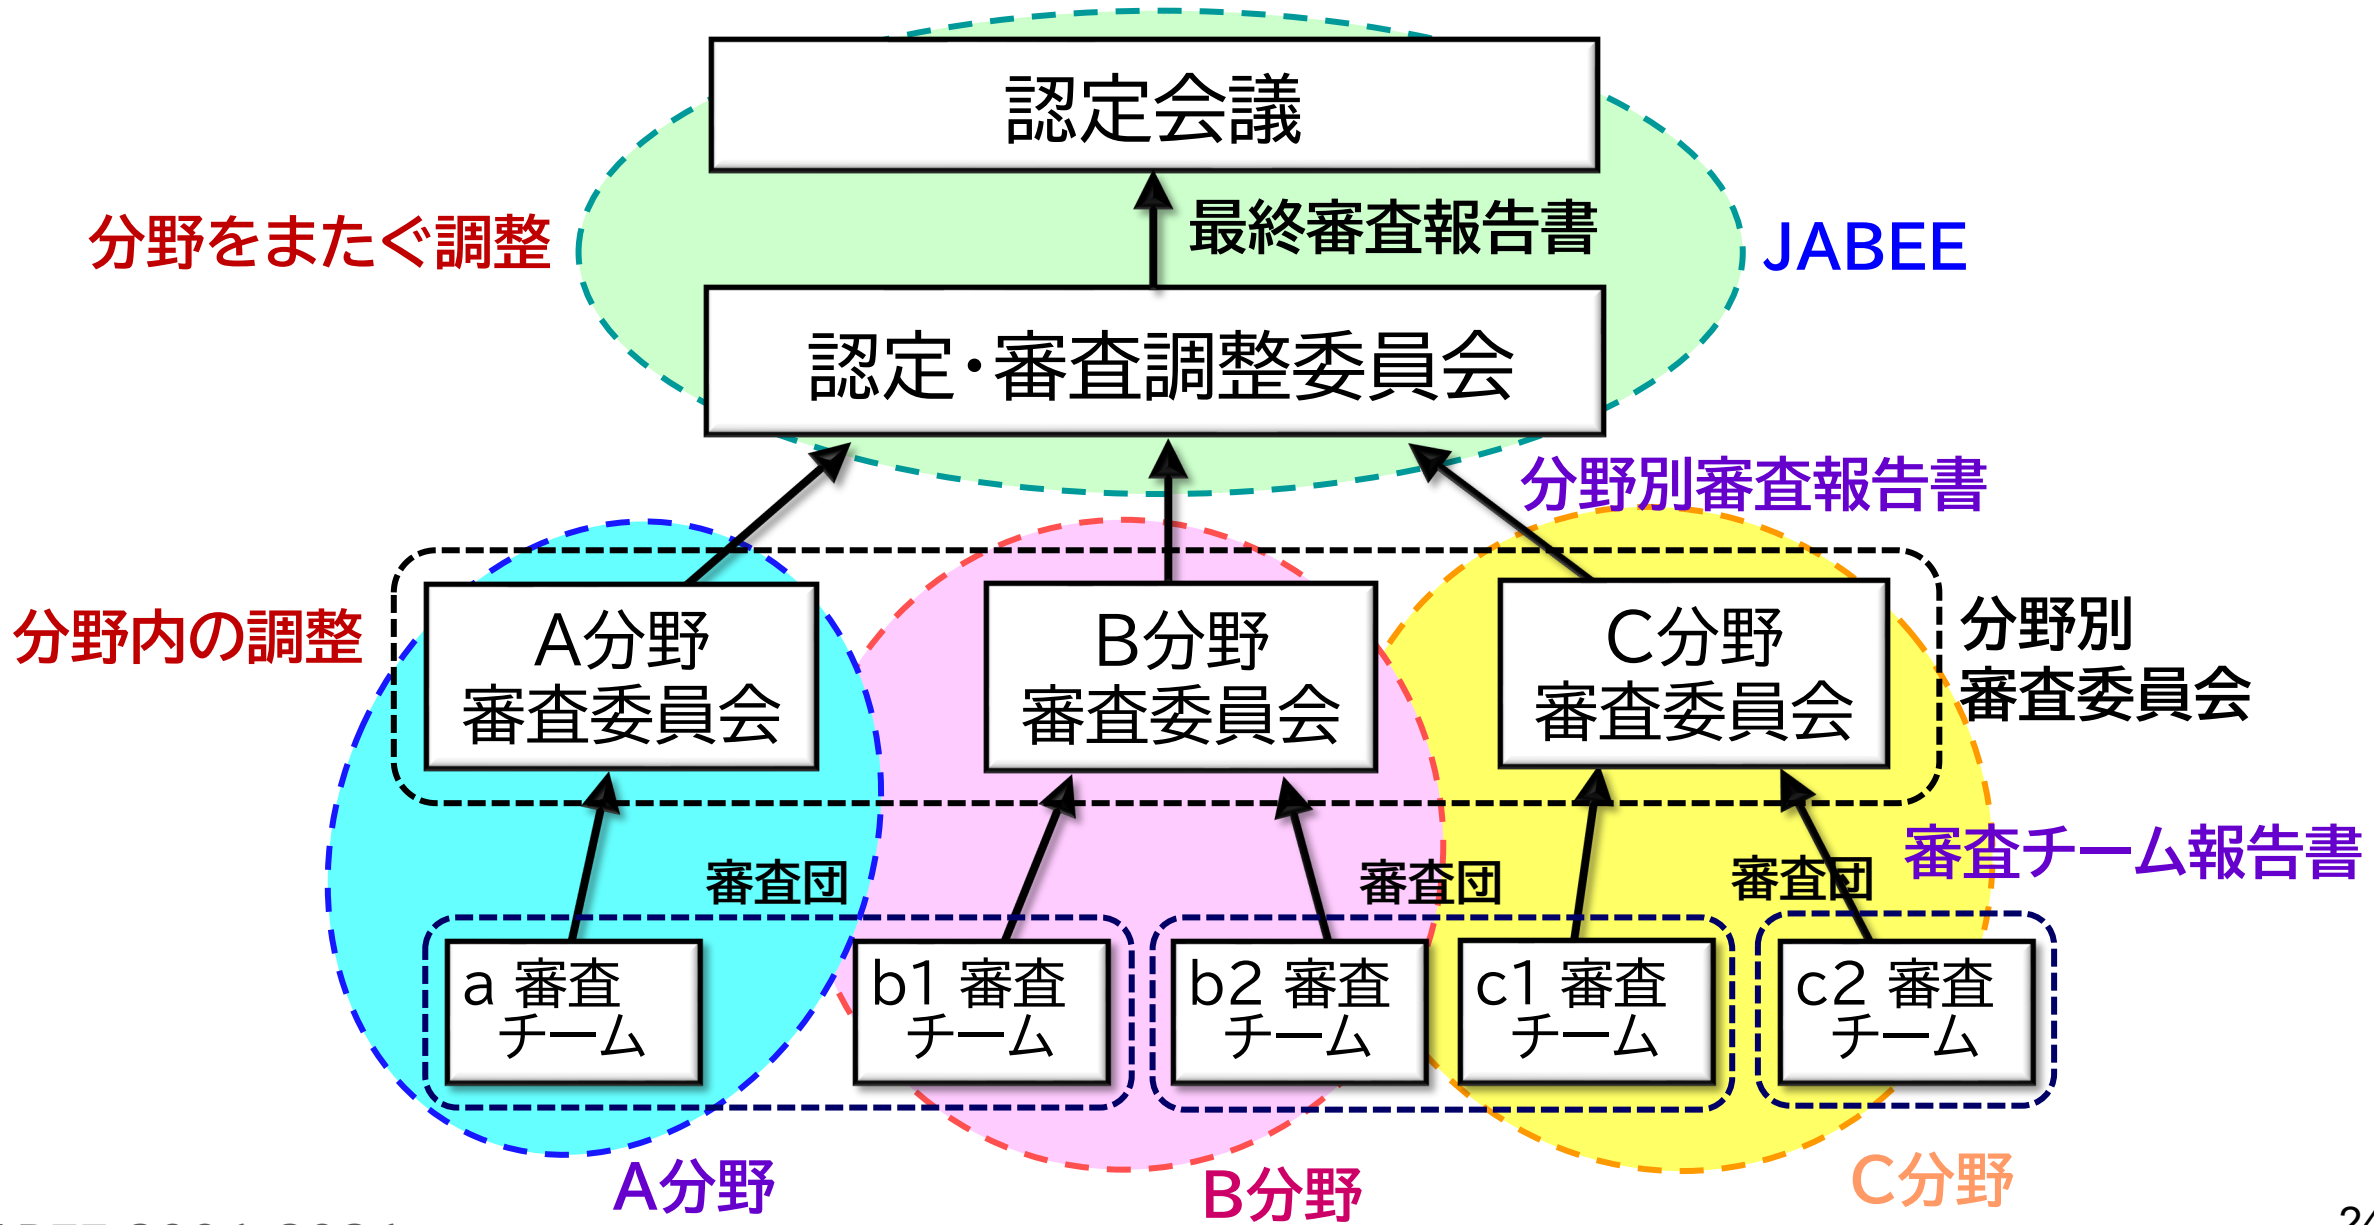 認定会議
最終審査報告書
分野をまたぐ調整
JABEE
認定・審査調整委員会
分野別審査報告書
分野内の調整
A分野
審査委員会
B分野
審査委員会
C分野
審査委員会
分野別
審査委員会
審査チーム報告書
審査団
審査団
審査団
a 審査
チーム
b1 審査
チーム
b2 審査
チーム
c1 審査
チーム
c2 審査
チーム
A分野
B分野
C分野